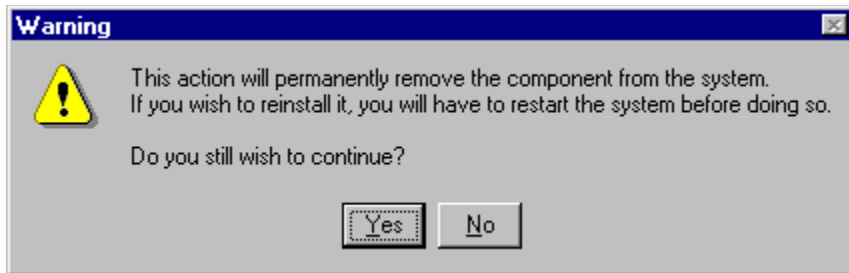 Warning
This action will permanently remove the component from the system.
If you wish to reinstall it, you will have to restart the system before doing so.
Do you still wish to continue?
Yes
No